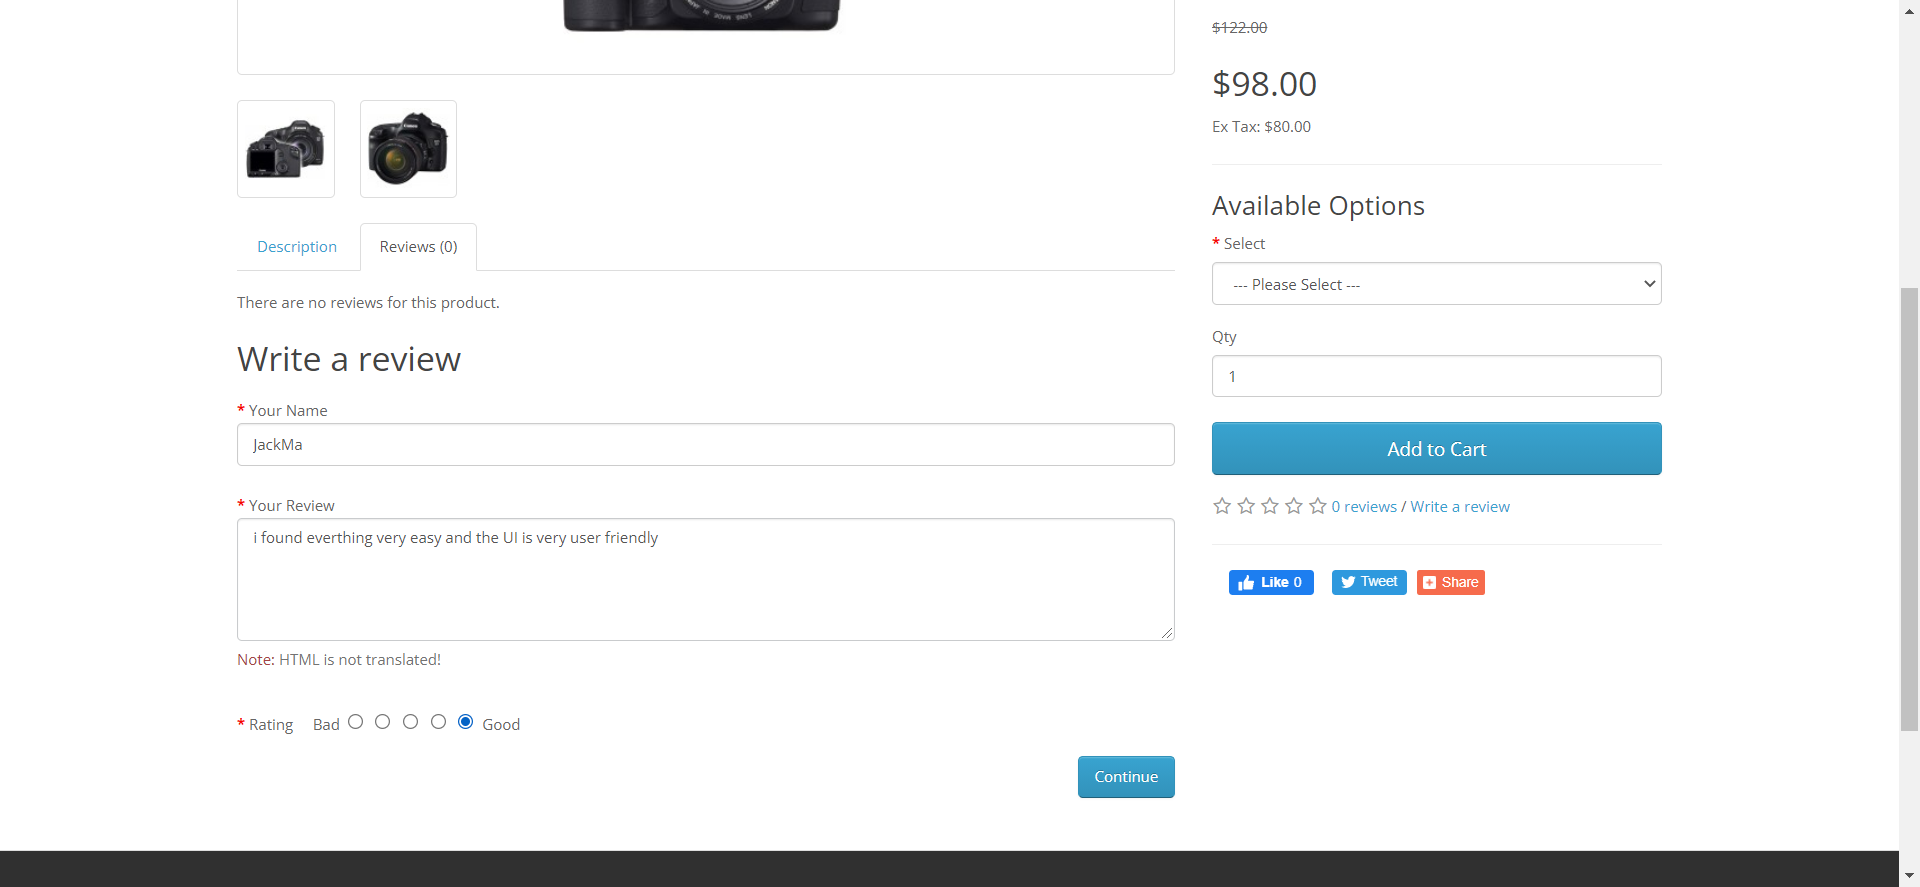 $122.00
$98.00
Ex Tax: $80.00
Available Options
* Select
--- Please Select ---
Qty
1
Add to Cart
0 reviews / Write a review
Like 0
Tweet
Share
Description
Reviews (0)
There are no reviews for this product.
Write a review
* Your Name
JackMa
* Your Review
i found everthing very easy and the UI is very user friendly
Note: HTML is not translated!
* Rating Bad Good
Continue